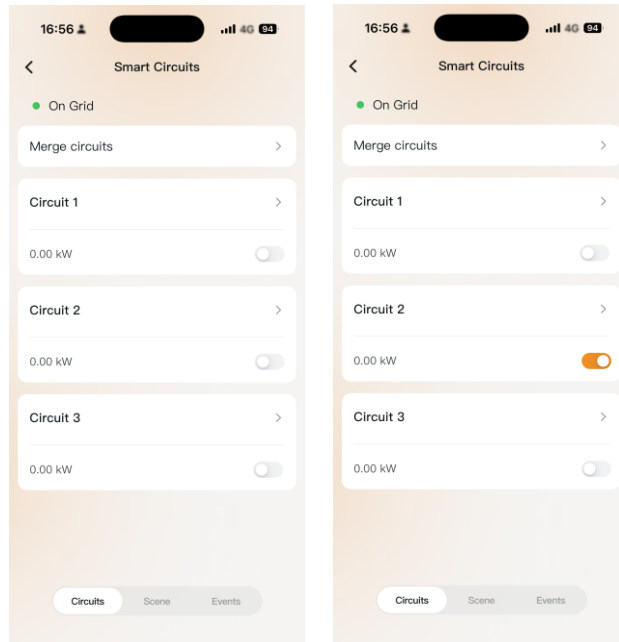 16:56 4G 94
Smart Circuits
On Grid
Merge circuits
Circuit 1
0.00 kW
Circuit 2
0.00 kW
Circuit 3
0.00 kW
Circuits Scene Events
16:56 4G 94
Smart Circuits
On Grid
Merge circuits
Circuit 1
0.00 kW
Circuit 2
0.00 kW
Circuit 3
0.00 kW
Circuits Scene Events